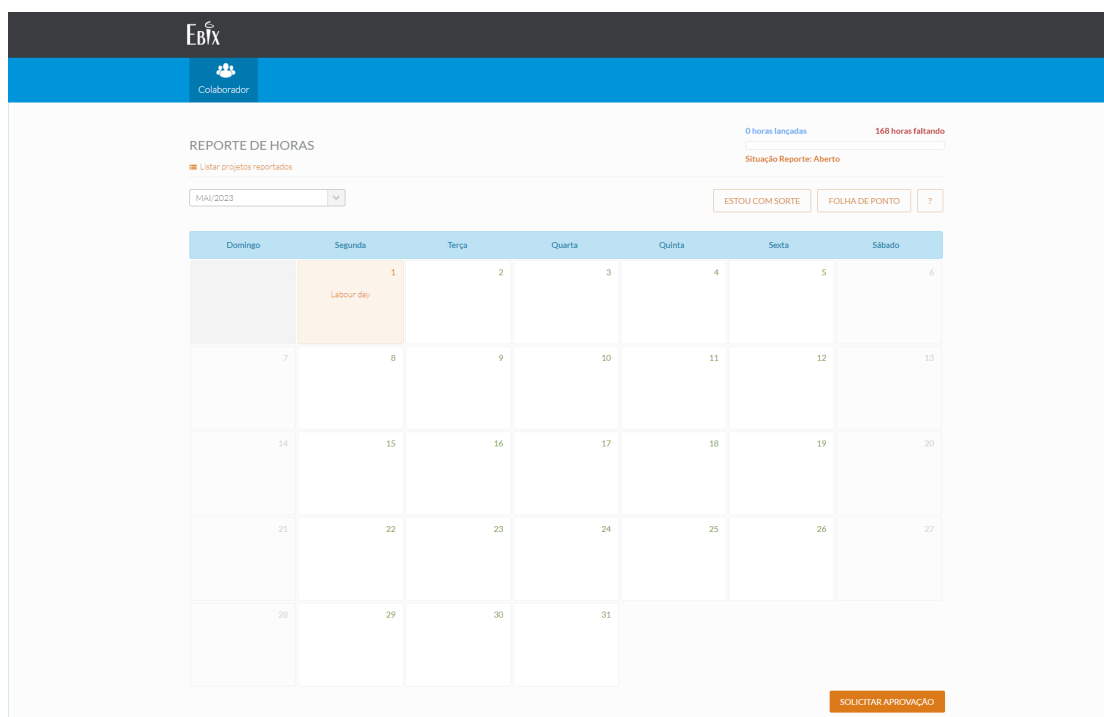 Ebix
Colaborador
0 horas lançadas 168 horas faltando
REPORTE DE HORAS
Situação Reporte: Aberto
Listar projetos reportados
MAI/2023 ESTOU COM SORTE FOLHA DE PONTO ?
Domingo Segunda Terça Quarta Quinta Sexta Sábado
1 2 3 4 5 6
Labour day
7 8 9 10 11 12 13
14 15 16 17 18 19 20
21 22 23 24 25 26 27
28 29 30 31
SOLICITAR APROVAÇÃO